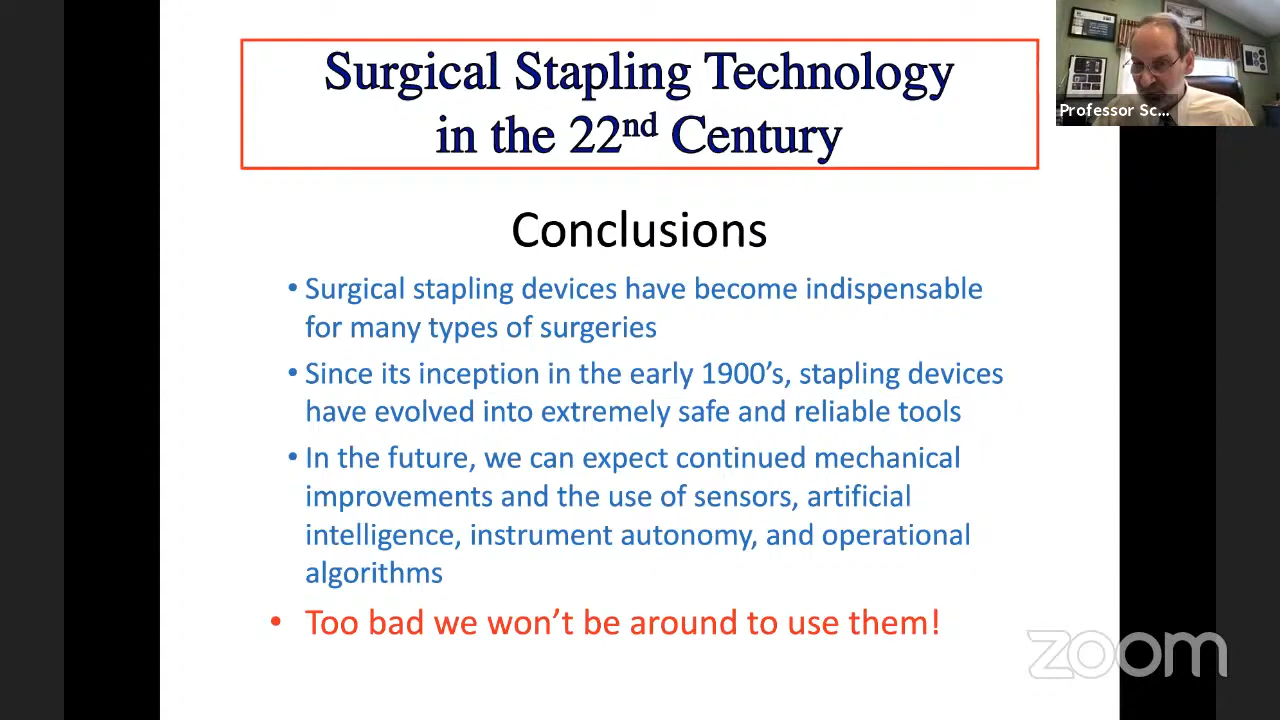 Surgical Stapling Technology
in the 22nd Century
Professor Sc...
Conclusions
• Surgical stapling devices have become indispensable
for many types of surgeries
• Since its inception in the early 1900's, stapling devices
have evolved into extremely safe and reliable tools
• In the future, we can expect continued mechanical
improvements and the use of sensors, artificial
intelligence, instrument autonomy, and operational
algorithms
• Too bad we won't be around to use them!
zoom